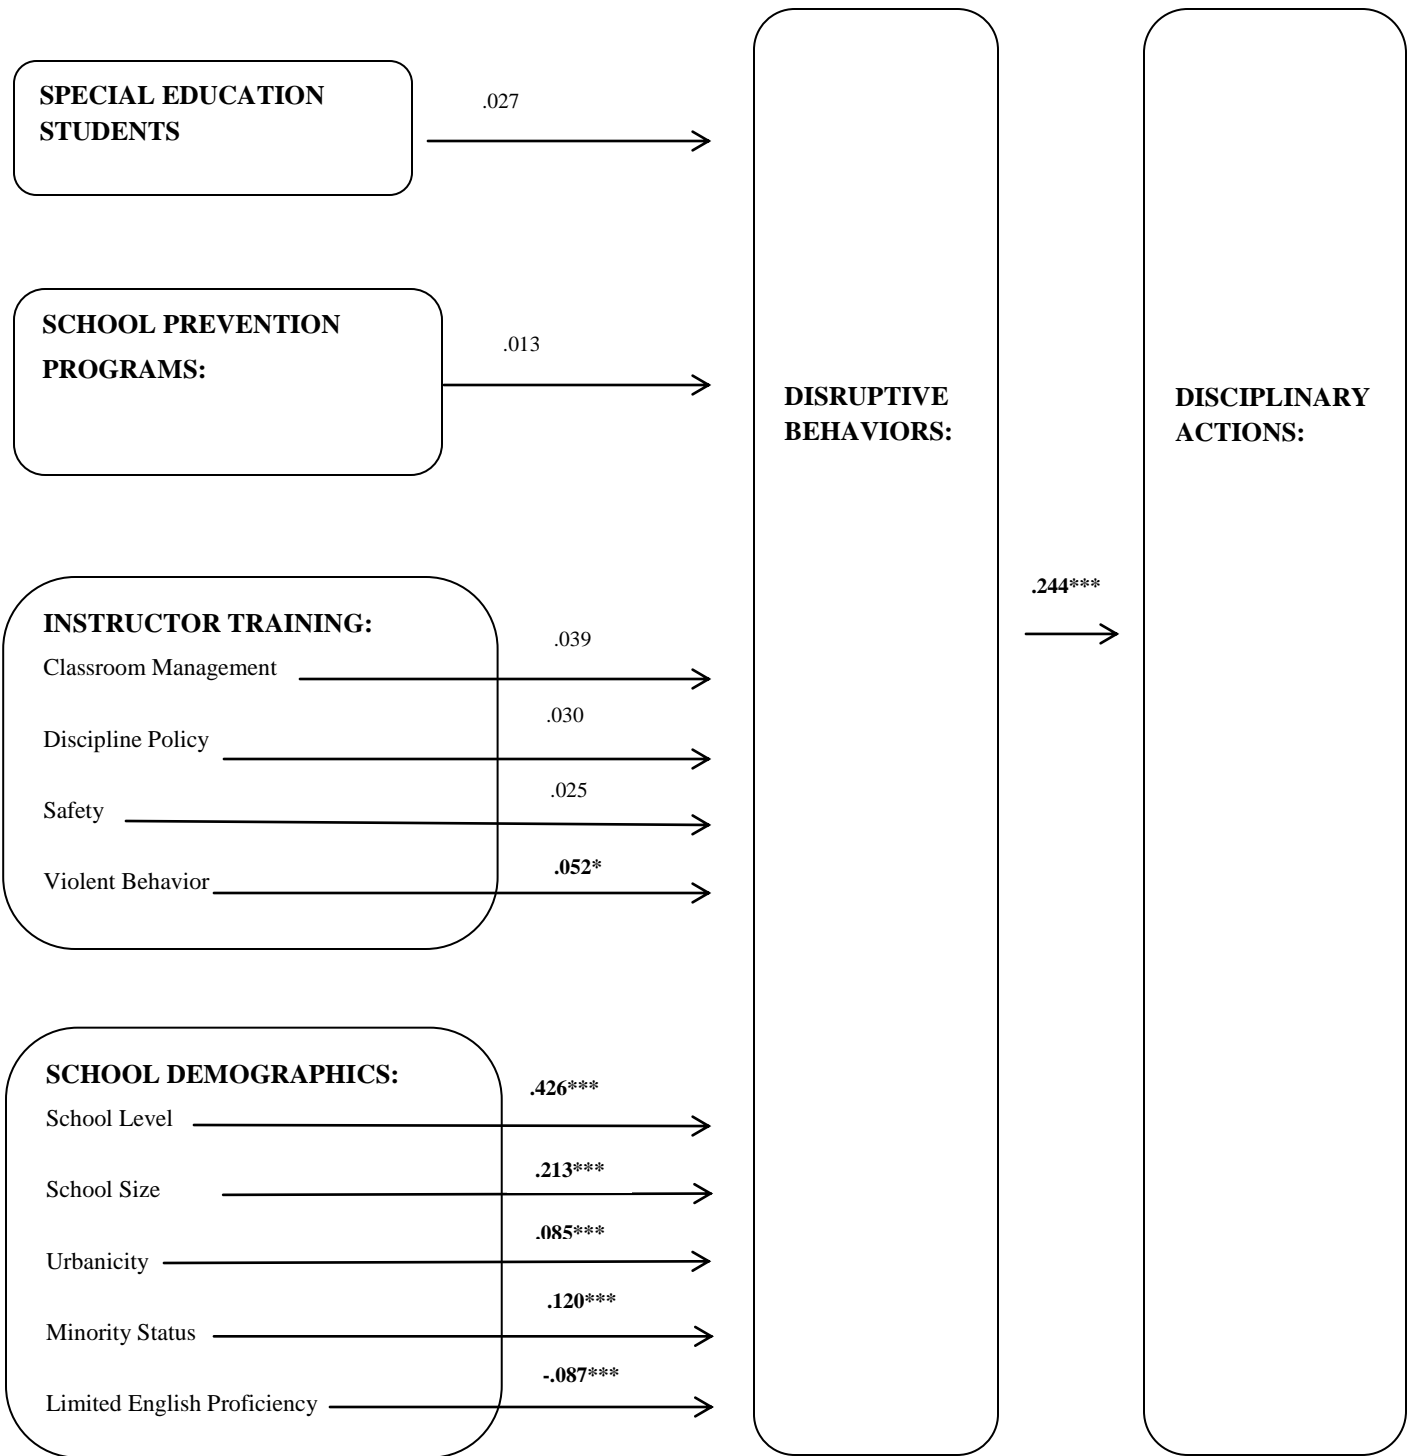 SPECIAL EDUCATION
STUDENTS
.027
SCHOOL PREVENTION
PROGRAMS:
.013
DISRUPTIVE
BEHAVIORS:
DISCIPLINARY
ACTIONS:
.244***
INSTRUCTOR TRAINING:
Classroom Management
.039
Discipline Policy
.030
Safety
.025
Violent Behavior
.052*
SCHOOL DEMOGRAPHICS:
School Level
.426***
School Size
.213***
Urbanicity
.085***
Minority Status
.120***
Limited English Proficiency
-.087***